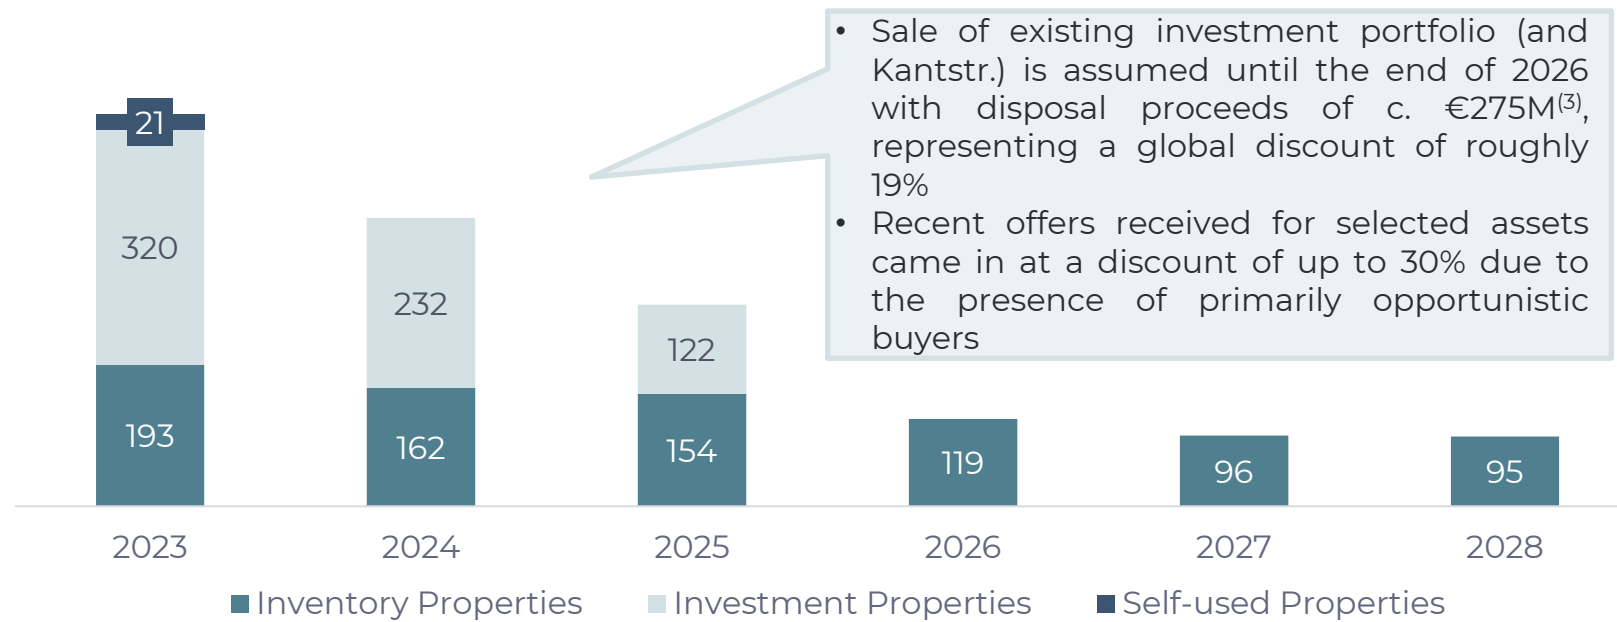 • Sale of existing investment portfolio (and
Kantstr.) is assumed until the end of 2026
with disposal proceeds of c. €275M(3),
representing a global discount of roughly
19%
• Recent offers received for selected assets
came in at a discount of up to 30% due to
the presence of primarily opportunistic
buyers
21
320
193
232
162
122
154
119
96
95
2023 2024 2025 2026 2027 2028
Inventory Properties Investment Properties Self-used Properties